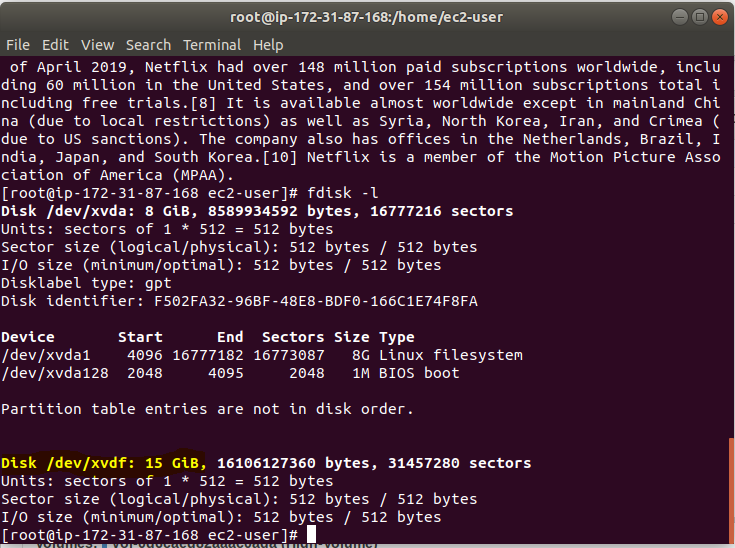 root@ip-172-31-87-168:/home/ec2-user
File Edit View Search Terminal Help
of April 2019, Netflix had over 148 million paid subscriptions worldwide, inclu
ding 60 million in the United States, and over 154 million subscriptions total i
ncluding free trials.[8] It is available almost worldwide except in mainland Chi
na (due to local restrictions) as well as Syria, North Korea, Iran, and Crimea (
due to US sanctions). The company also has offices in the Netherlands, Brazil, I
ndia, Japan, and South Korea.[10] Netflix is a member of the Motion Picture Asso
ciation of America (MPAA).
[root@ip-172-31-87-168 ec2-user]# fdisk -l
Disk /dev/xvda: 8 GiB, 8589934592 bytes, 16777216 sectors
Units: sectors of 1 * 512 = 512 bytes
Sector size (logical/physical): 512 bytes / 512 bytes
I/O size (minimum/optimal): 512 bytes / 512 bytes
Disklabel type: gpt
Disk identifier: F502FA32-96BF-48E8-BDF0-166C1E74F8FA
Device Start End Sectors Size Type
/dev/xvda1 4096 16777182 16773087 8G Linux filesystem
/dev/xvda128 2048 4095 2048 1M BIOS boot
Partition table entries are not in disk order.
Disk /dev/xvdf: 15 GiB, 16106127360 bytes, 31457280 sectors
Units: sectors of 1 * 512 = 512 bytes
Sector size (logical/physical): 512 bytes / 512 bytes
I/O size (minimum/optimal): 512 bytes / 512 bytes
[root@ip-172-31-87-168 ec2-user]#